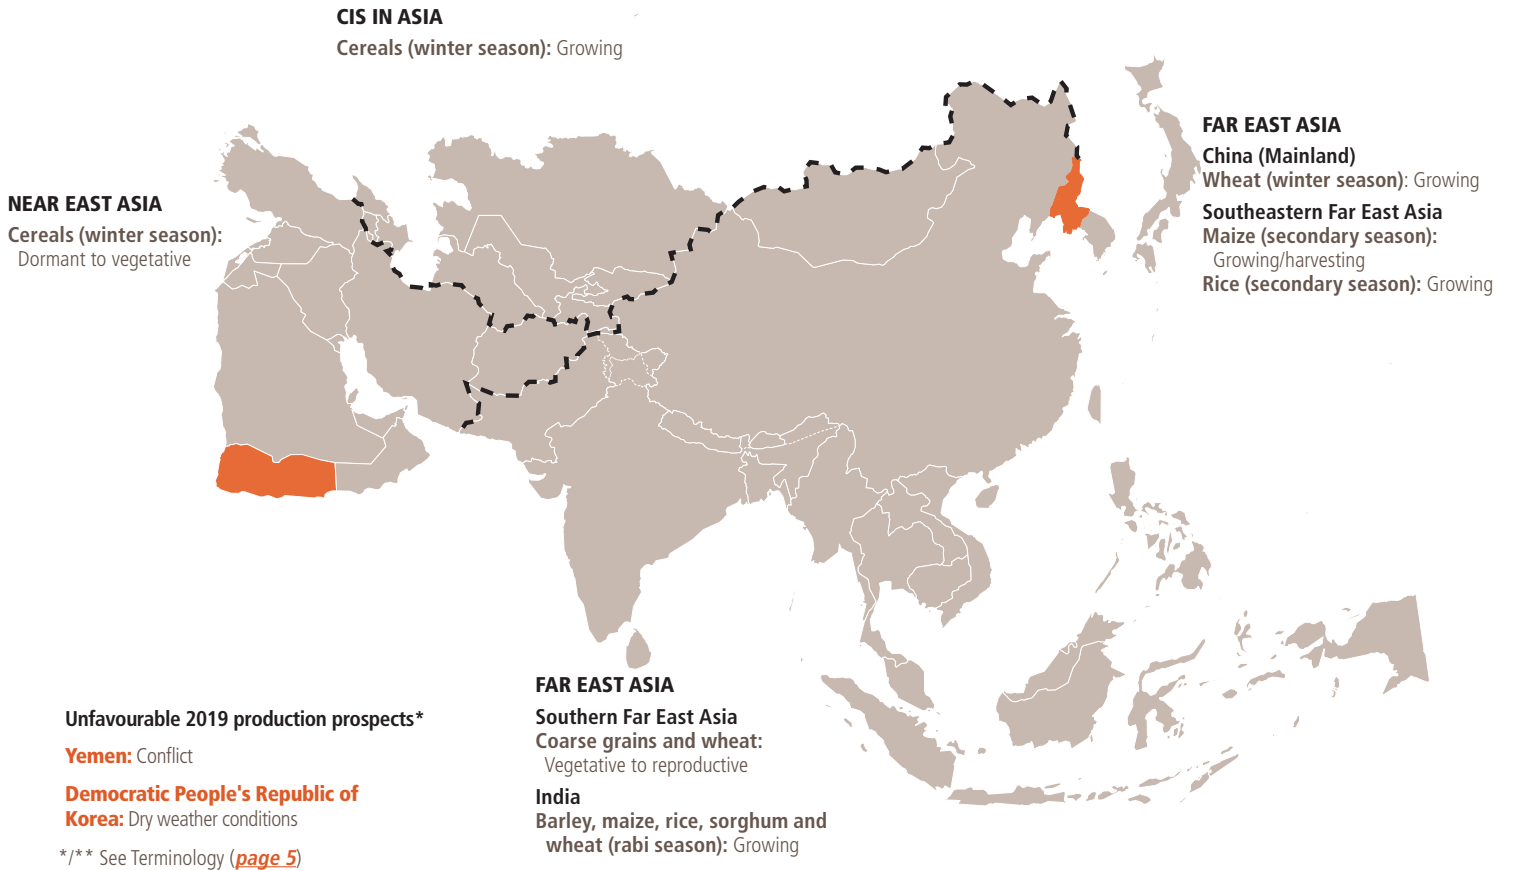 CIS IN ASIA
Cereals (winter season): Growing
FAR EAST ASIA
China (Mainland)
Wheat (winter season): Growing
Southeastern Far East Asia
Maize (secondary season):
Growing/harvesting
Rice (secondary season): Growing
NEAR EAST ASIA
Cereals (winter season):
Dormant to vegetative
FAR EAST ASIA
Southern Far East Asia
Coarse grains and wheat:
Vegetative to reproductive
India
Barley, maize, rice, sorghum and
wheat (rabi season): Growing
Unfavourable 2019 production prospects*
Yemen: Conflict
Democratic People's Republic of
Korea: Dry weather conditions
*/** See Terminology (page 5)